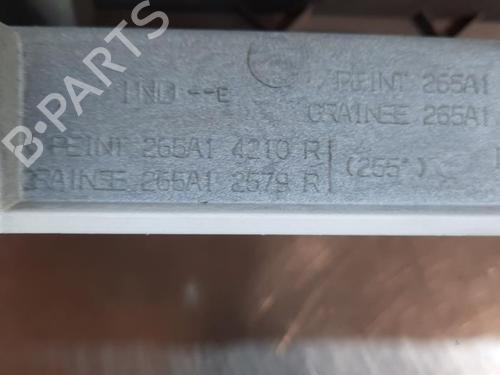 B-PARTS
IND --E
PEINT 265A1
GRAINEE 265A1
PEINT 265A1 4210 R
(255°)
GRAINEE 265A1 2579 R